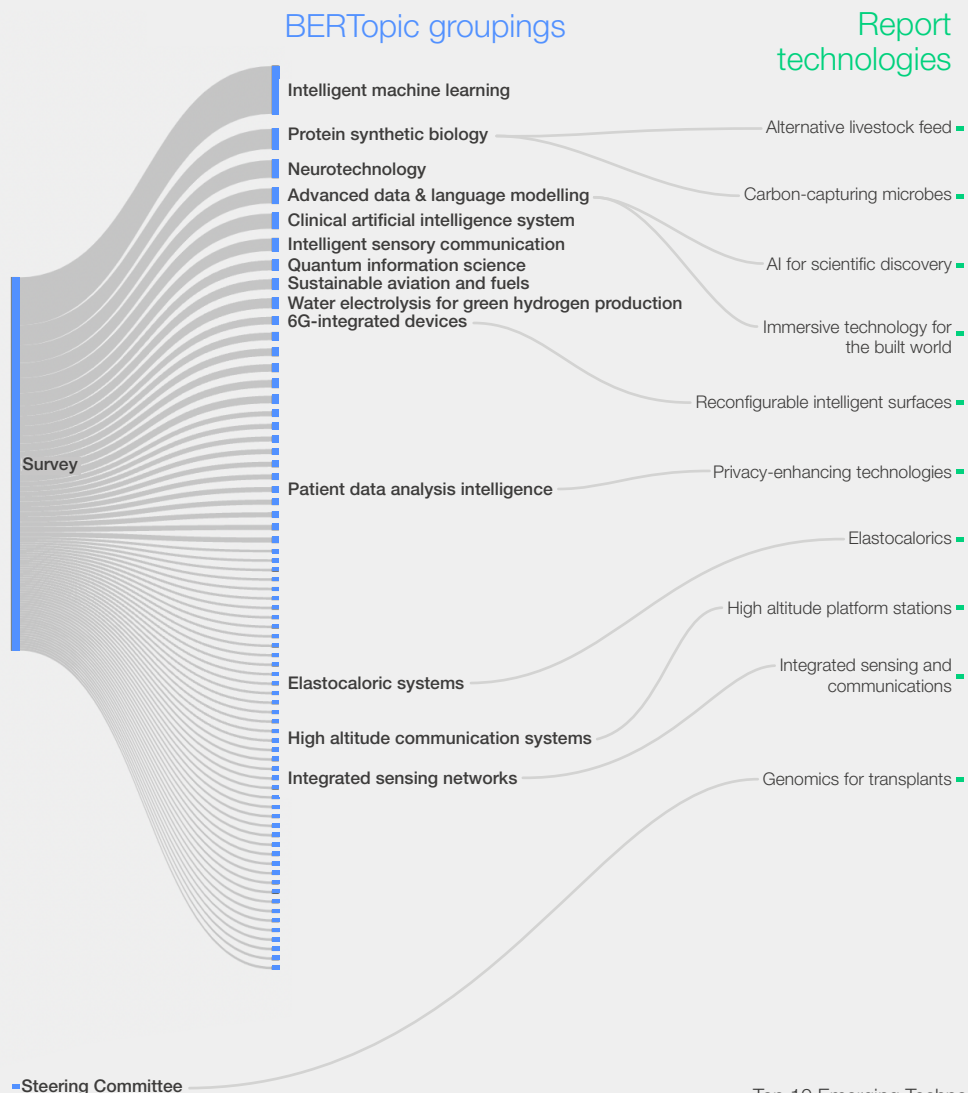 BERTopic groupings
Report
technologies
Intelligent machine learning
Protein synthetic biology
Neurotechnology
Advanced data & language modelling
Clinical artificial intelligence system
Intelligent sensory communication
Quantum information science
Sustainable aviation and fuels
Water electrolysis for green hydrogen production
6G-integrated devices
Survey
Patient data analysis intelligence
Elastocaloric systems
High altitude communication systems
Integrated sensing networks
Alternative livestock feed
Carbon-capturing microbes
AI for scientific discovery
Immersive technology for
the built world
Reconfigurable intelligent surfaces
Privacy-enhancing technologies
Elastocalorics
High altitude platform stations
Integrated sensing and
communications
Genomics for transplants
Steering Committee
Top 10 Emerging